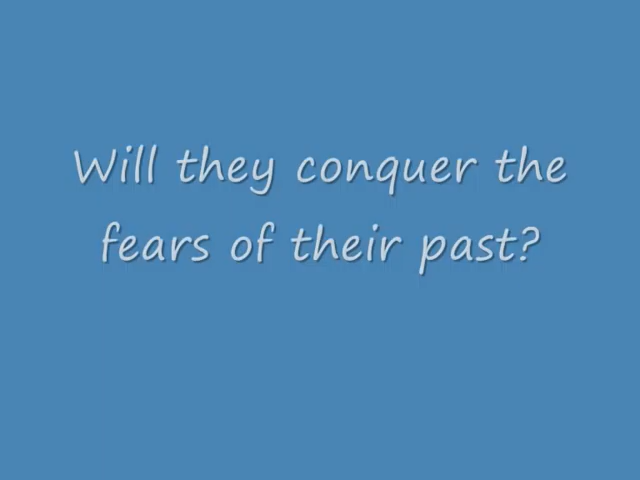 Will they conquer the
fears of their past?